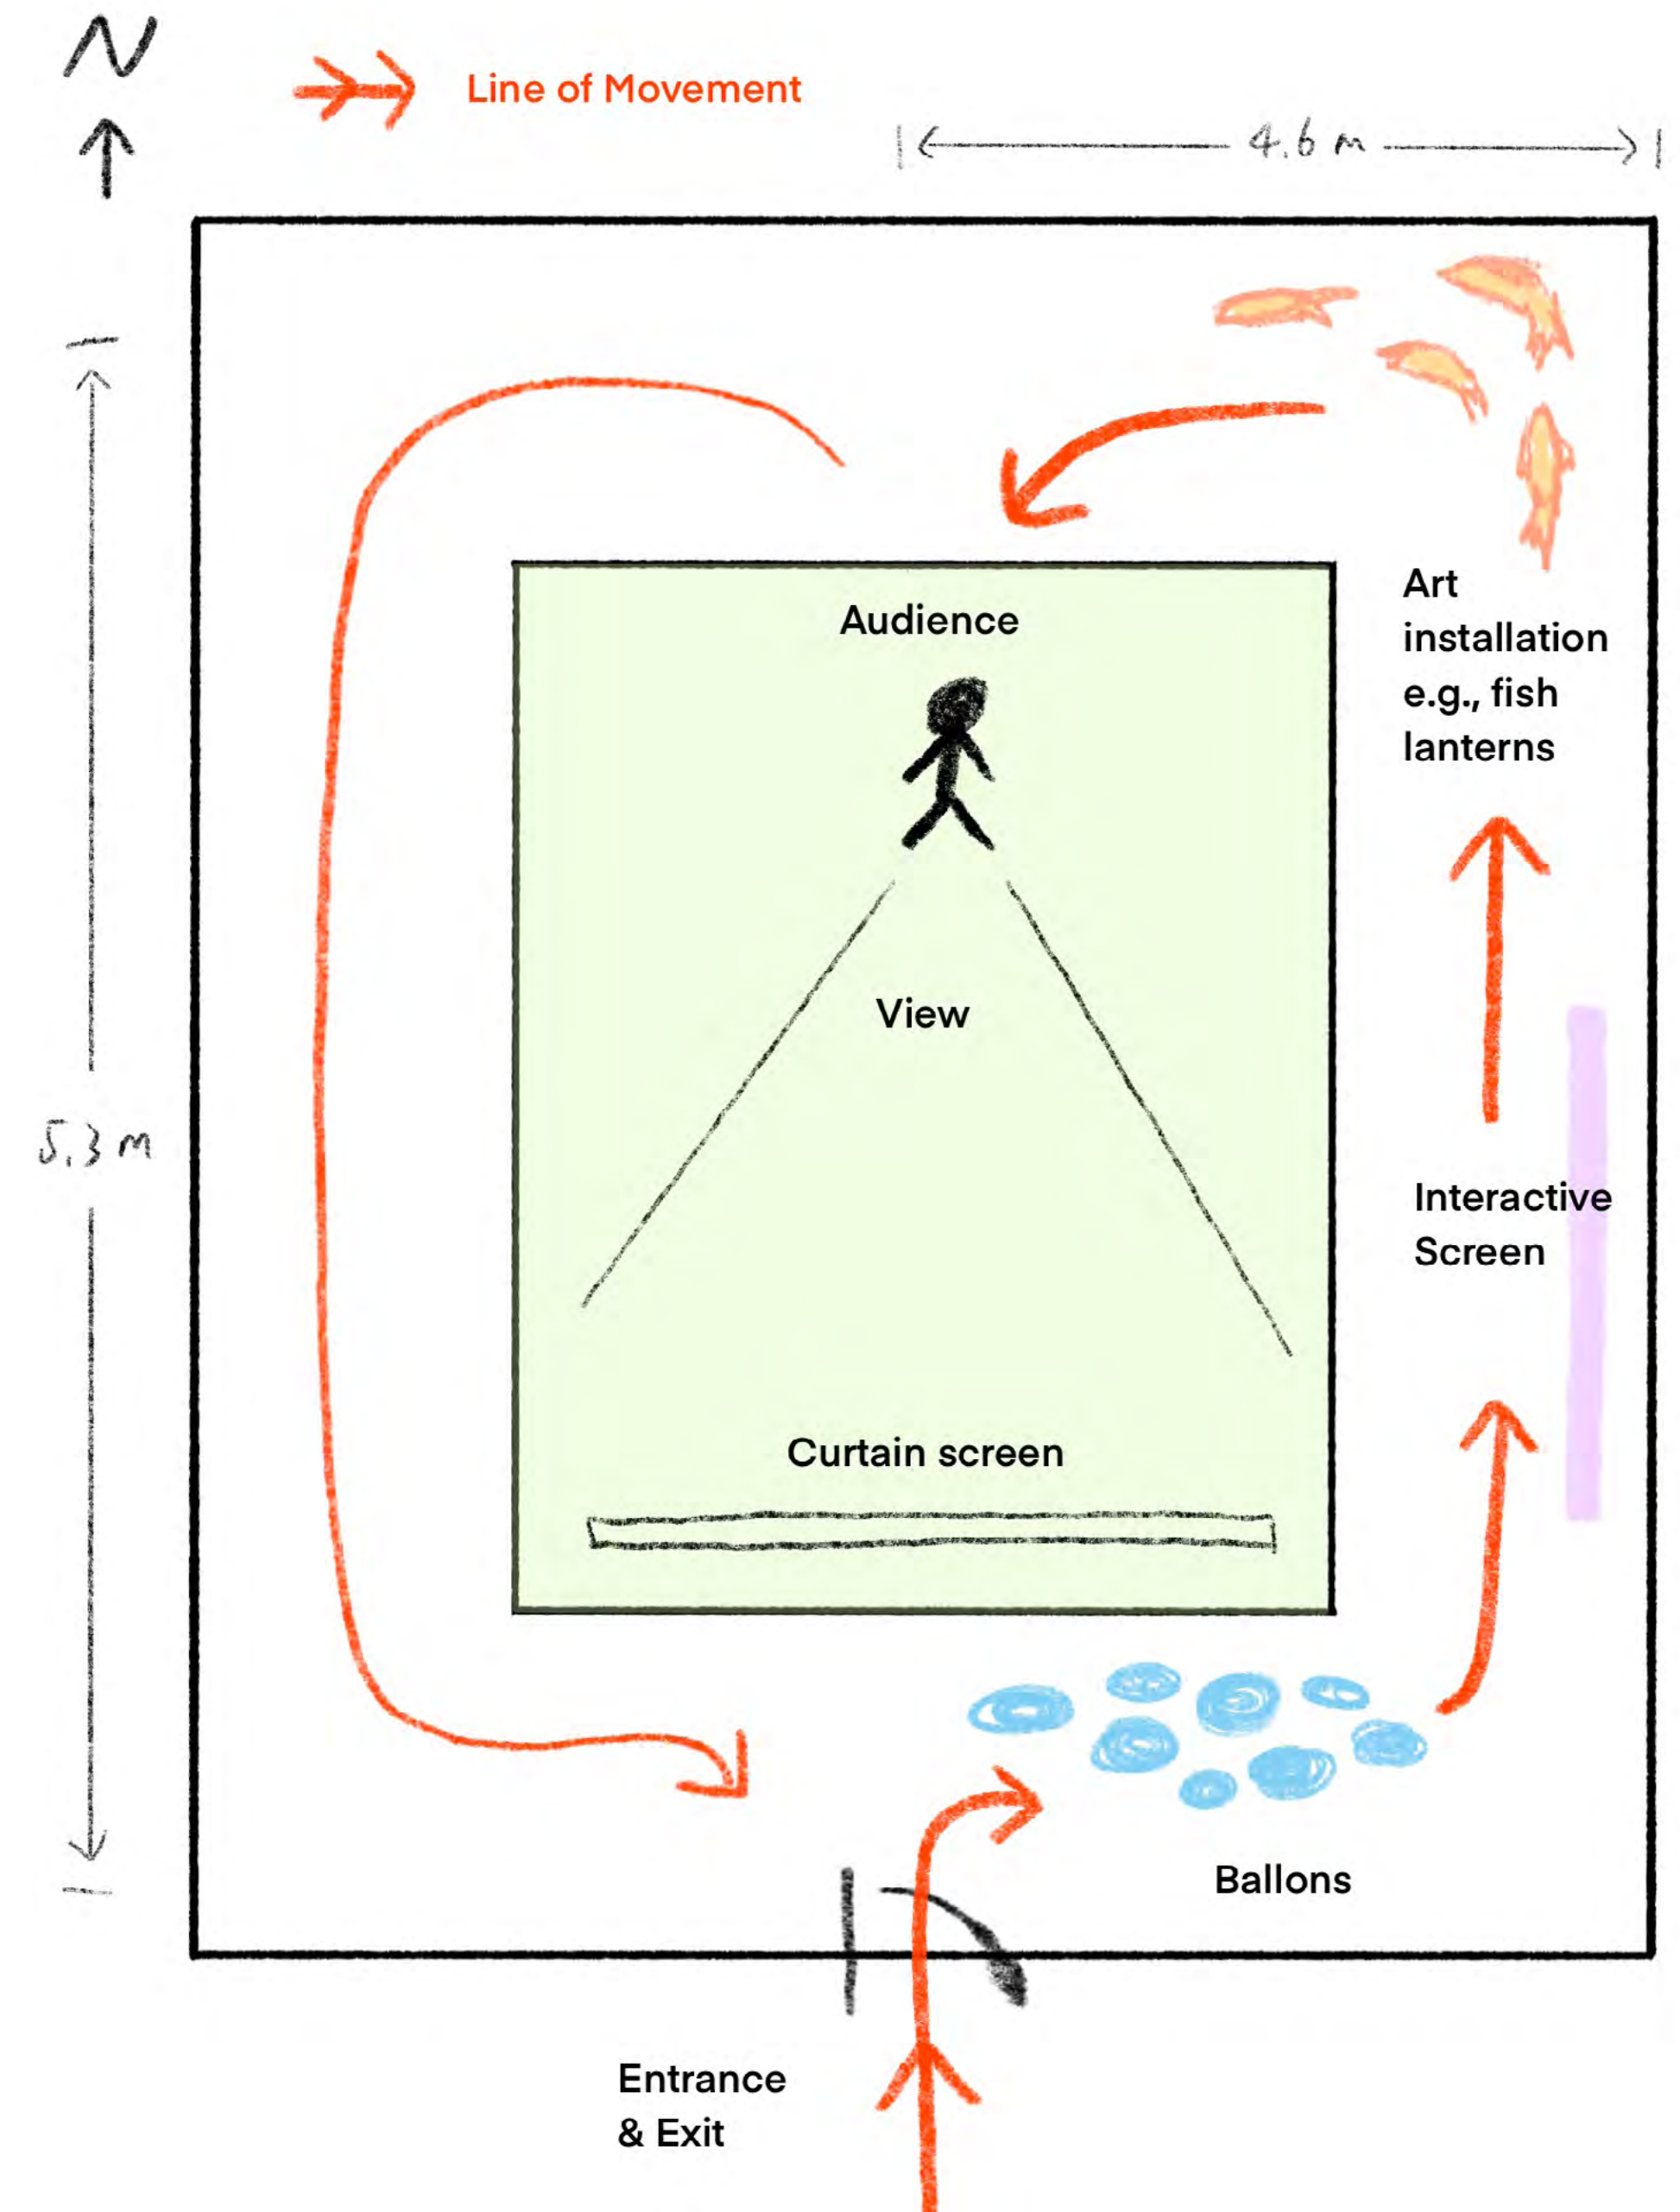 N
Line of Movement
4.6 m
Art
installation
e.g., fish
lanterns
Audience
View
5.3 m
Interactive
Screen
Curtain screen
Ballons
Entrance
& Exit